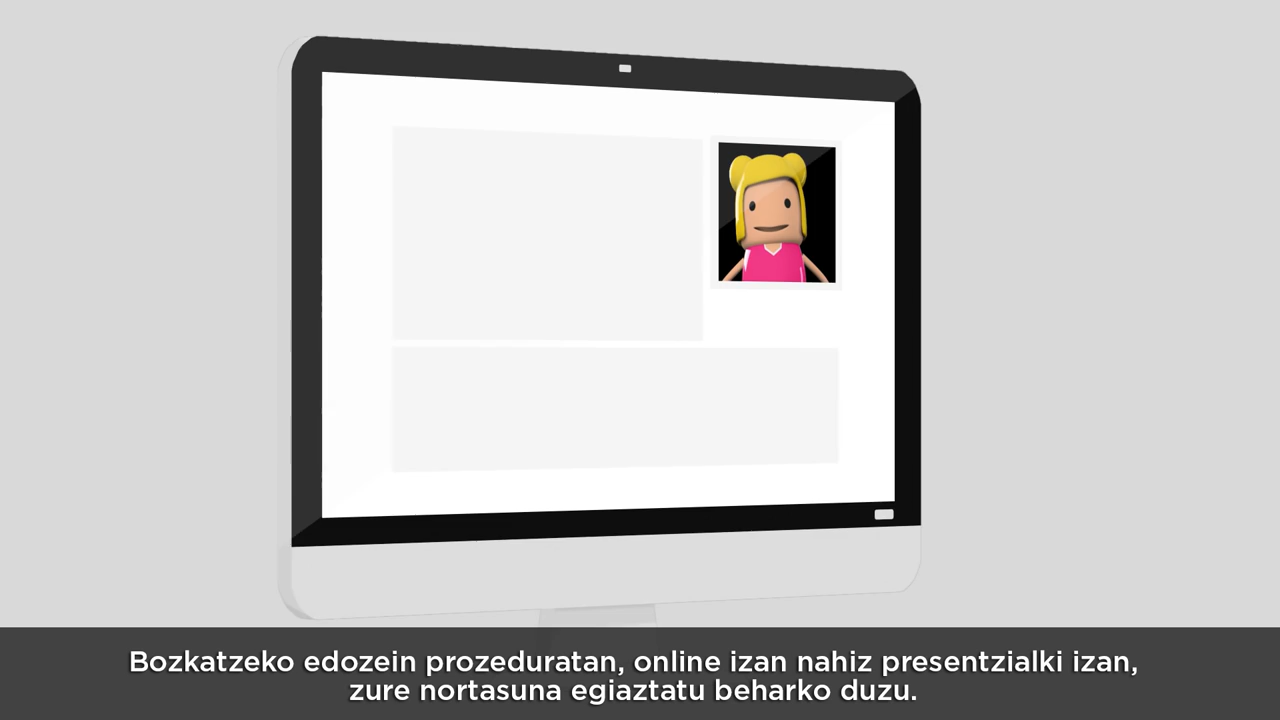 Bozkatzeko edozein prozeduratan, online izan nahiz presentzialki izan,
zure nortasuna egiaztatu beharko duzu.